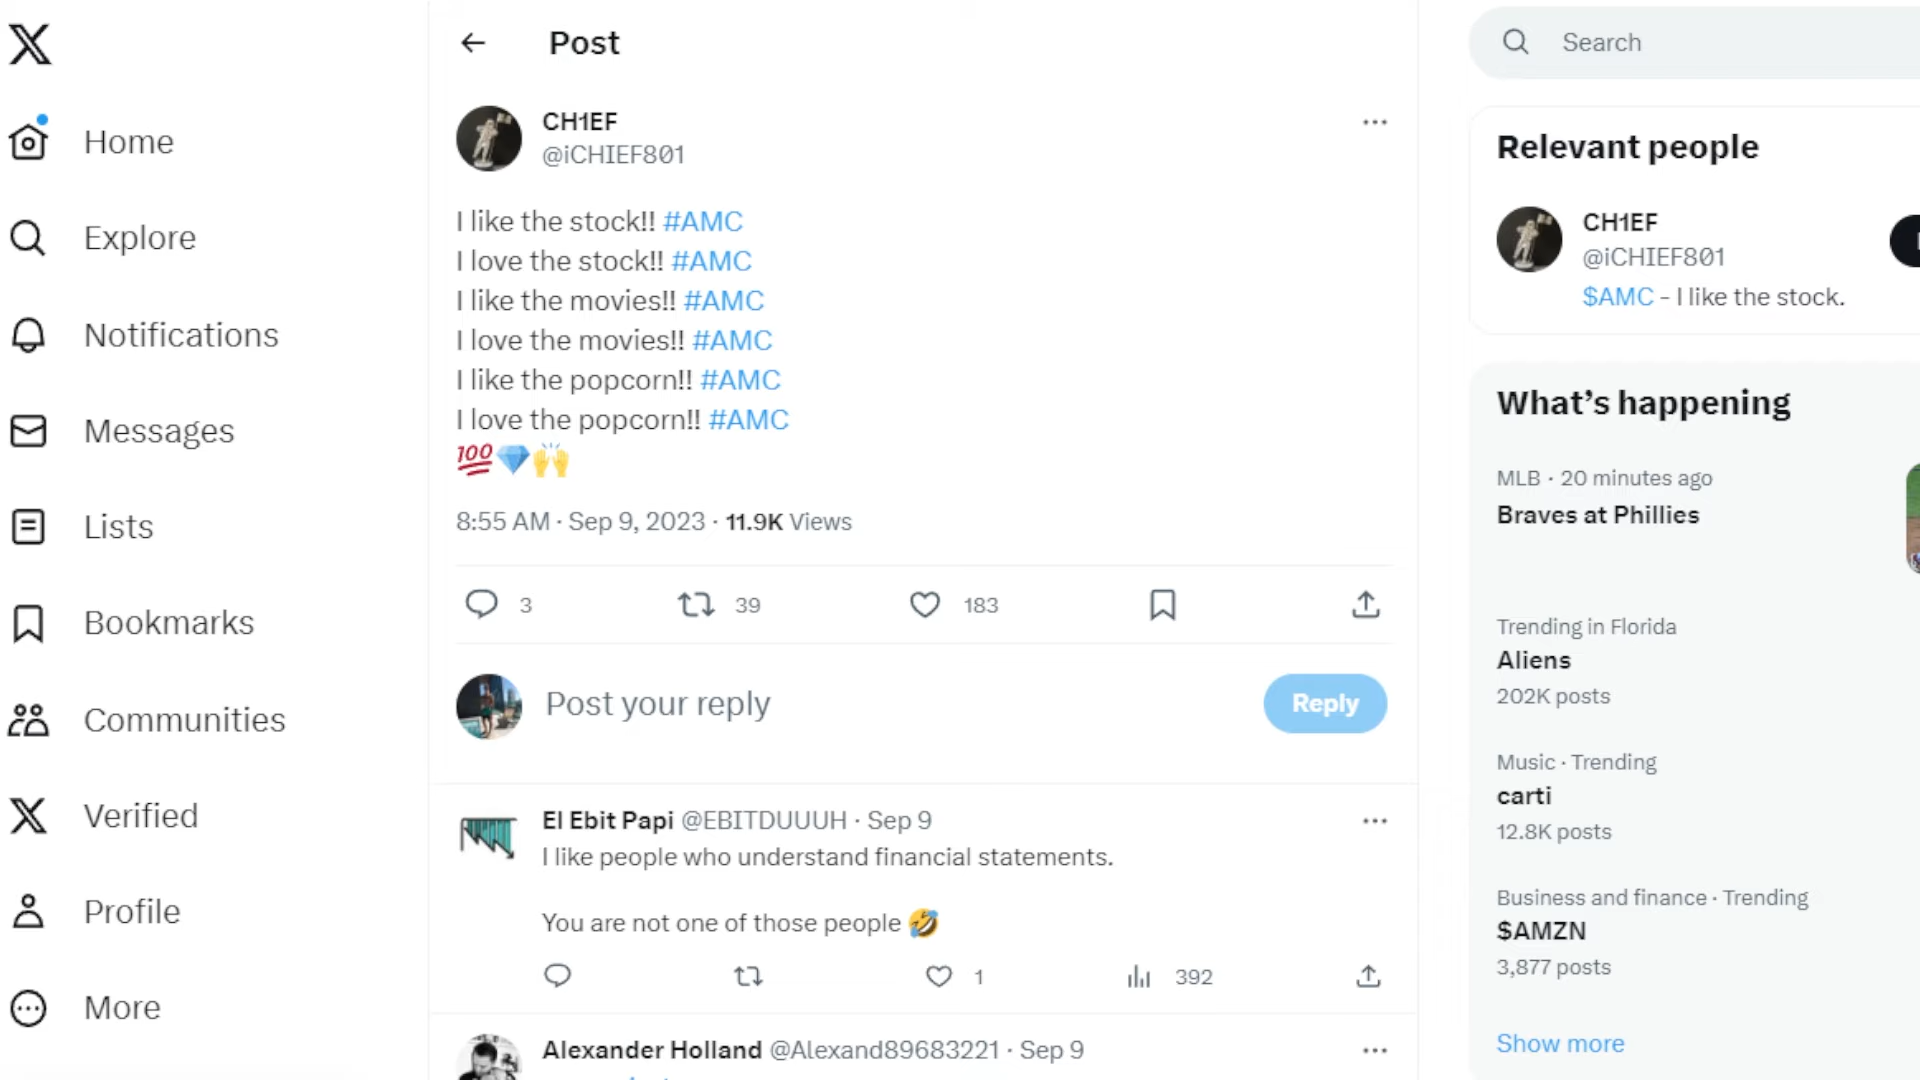 Home
Explore
Notifications
Messages
Lists
Bookmarks
Communities
Verified
Profile
More
Post
CH1EF
@iCHIEF801
I like the stock!! #AMC
I love the stock!! #AMC
I like the movies!! #AMC
I love the movies!! #AMC
I like the popcorn!! #AMC
I love the popcorn!! #AMC
💯💎🙌
8:55 AM · Sep 9, 2023 · 11.9K Views
3 39 183
Post your reply
Reply
El Ebit Papi @EBITDUUUH · Sep 9
I like people who understand financial statements.
You are not one of those people 🤣
1 392
Alexander Holland @Alexand89683221 · Sep 9
Search
Relevant people
CH1EF
@iCHIEF801
$AMC - I like the stock.
What's happening
MLB · 20 minutes ago
Braves at Phillies
Trending in Florida
Aliens
202K posts
Music · Trending
carti
12.8K posts
Business and finance · Trending
$AMZN
3,877 posts
Show more